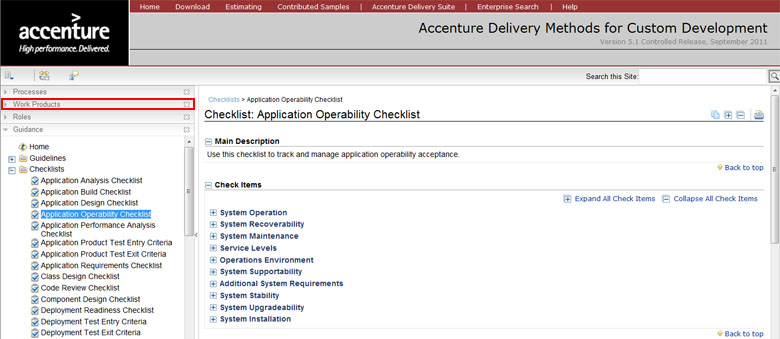 Home Download Estimating Contributed Samples | Accenture Delivery Suite | Enterprise Search | Help
accenture
High performance. Delivered.
Accenture Delivery Methods for Custom Development
Version 5.1 Controlled Release, September 2011
Search this Site:
Processes
Work Products
Roles
Guidance
Home
Guidelines
Checklists
Application Analysis Checklist
Application Build Checklist
Application Design Checklist
Application Operability Checklist
Application Performance Analysis
Checklist
Application Product Test Entry Criteria
Application Product Test Exit Criteria
Application Requirements Checklist
Class Design Checklist
Code Review Checklist
Component Design Checklist
Deployment Readiness Checklist
Deployment Test Entry Criteria
Deployment Test Exit Criteria
Checklists > Application Operability Checklist
Checklist: Application Operability Checklist
Main Description
Use this checklist to track and manage application operability acceptance.
Back to top
Check Items
Expand All Check Items Collapse All Check Items
System Operation
System Recoverability
System Maintenance
Service Levels
Operations Environment
System Supportability
Additional System Requirements
System Stability
System Upgradeability
System Installation
Back to top